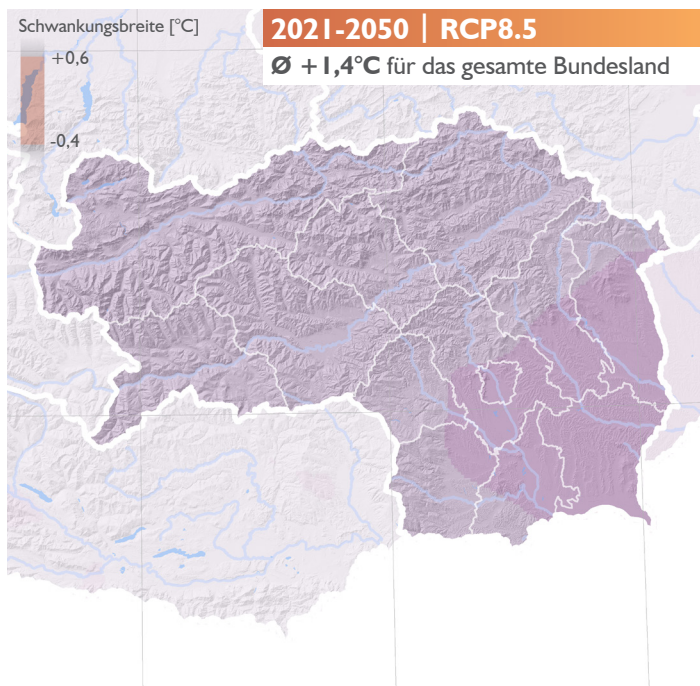 Schwankungsbreite [°C]
+0,6
-0,4
2021-2050 | RCP8.5
Ø +1,4°C für das gesamte Bundesland